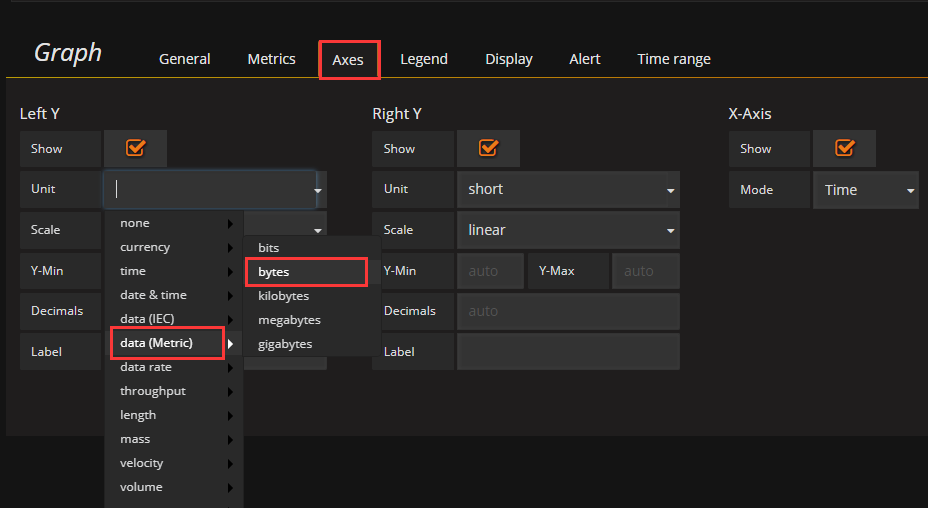 Graph General Metrics Axes Legend Display Alert Time range
Left Y Right Y X-Axis
Show Show Show
Unit Unit short Mode Time
none
Scale Scale linear
currency bits
time bytes
Y-Min Y-Min auto Y-Max auto
date & time kilobytes
Decimals Decimals auto
data (IEC) megabytes
data (Metric) gigabytes
Label Label
data rate
throughput
length
mass
velocity
volume